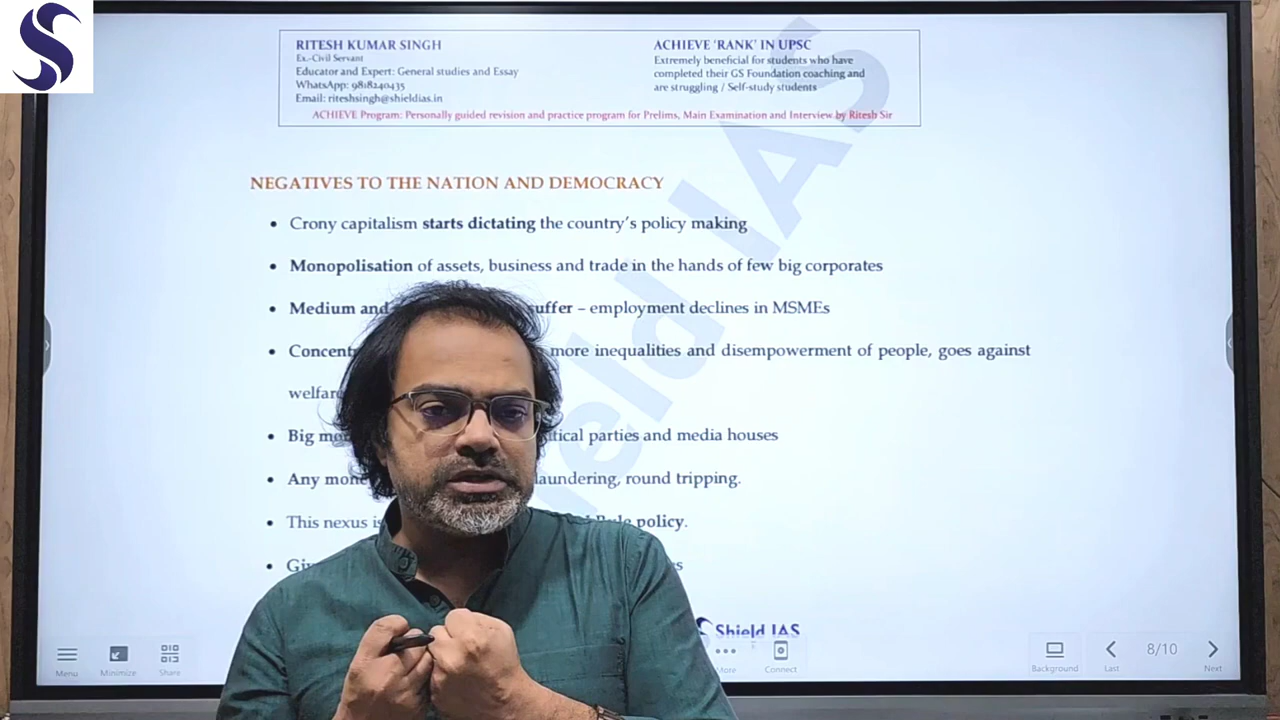 RITESH KUMAR SINGH
Ex.-Civil Servant
Educator and Expert: General studies and Essay
WhatsApp: 9818240435
Email: riteshsingh@shieldias.in
ACHIEVE 'RANK' IN UPSC
Extremely beneficial for students who have
completed their GS Foundation coaching and
are struggling / Self-study students
ACHIEVE Program: Personally guided revision and practice program for Prelims, Main Examination and Interview by Ritesh Sir
NEGATIVES TO THE NATION AND DEMOCRACY
• Crony capitalism starts dictating the country's policy making
• Monopolisation of assets, business and trade in the hands of few big corporates
• Medium and suffer – employment declines in MSMEs
• more inequalities and disempowerment of people, goes against
• Big parties and media houses
• Any laundering, round tripping.
• This nexus is policy.
Shield IAS
Shield IAS
Menu
Minimize
Share
More
Connect
Background
Last
8/10
Next